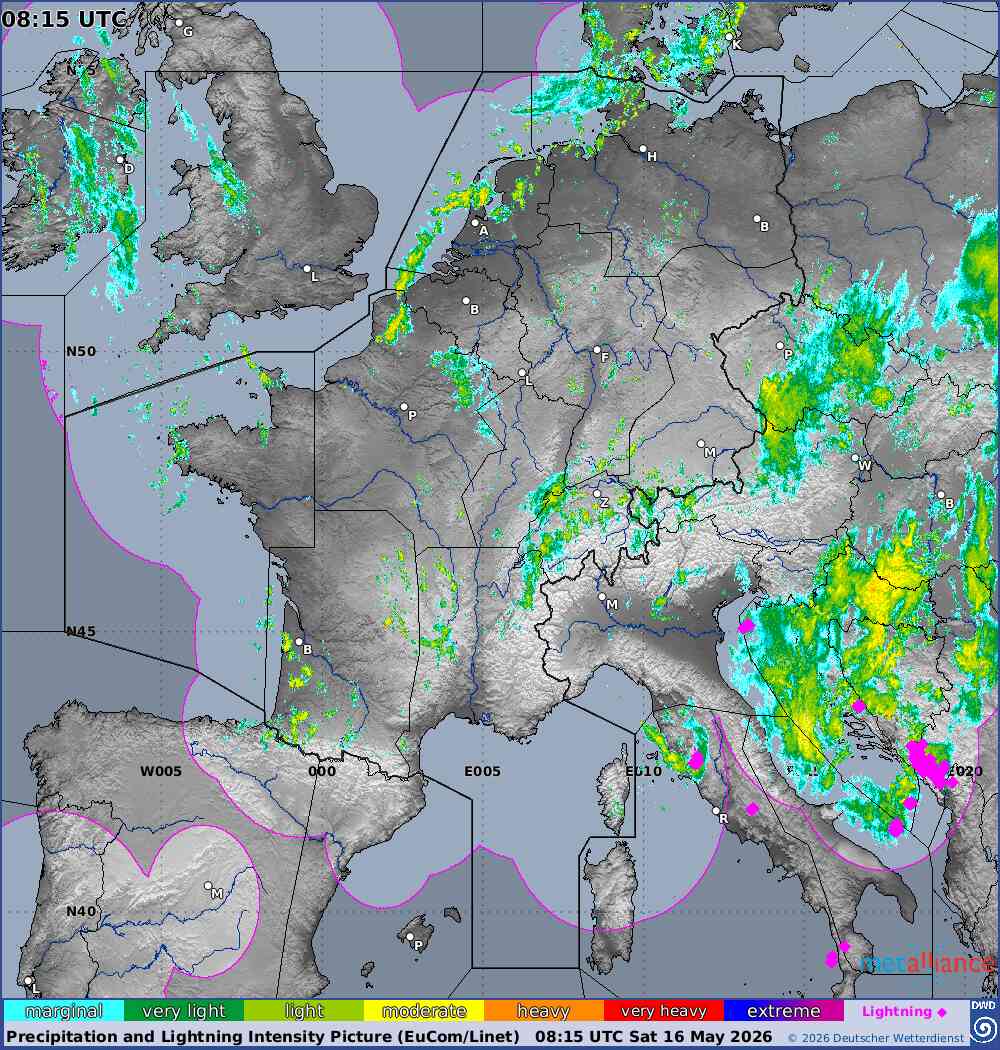 08:15 UTC
G
K
N55
D
H
A
B
L
B
N50
P
F
L
P
M
W
Z
B
M
N45
B
W005
000
E005
E010
E020
R
M
N40
P
L
metalliance
marginal very light light moderate heavy very heavy extreme Lightning ◆
DWD
Precipitation and Lightning Intensity Picture (EuCom/Linet) 08:15 UTC Sat 16 May 2026 © 2026 Deutscher Wetterdienst